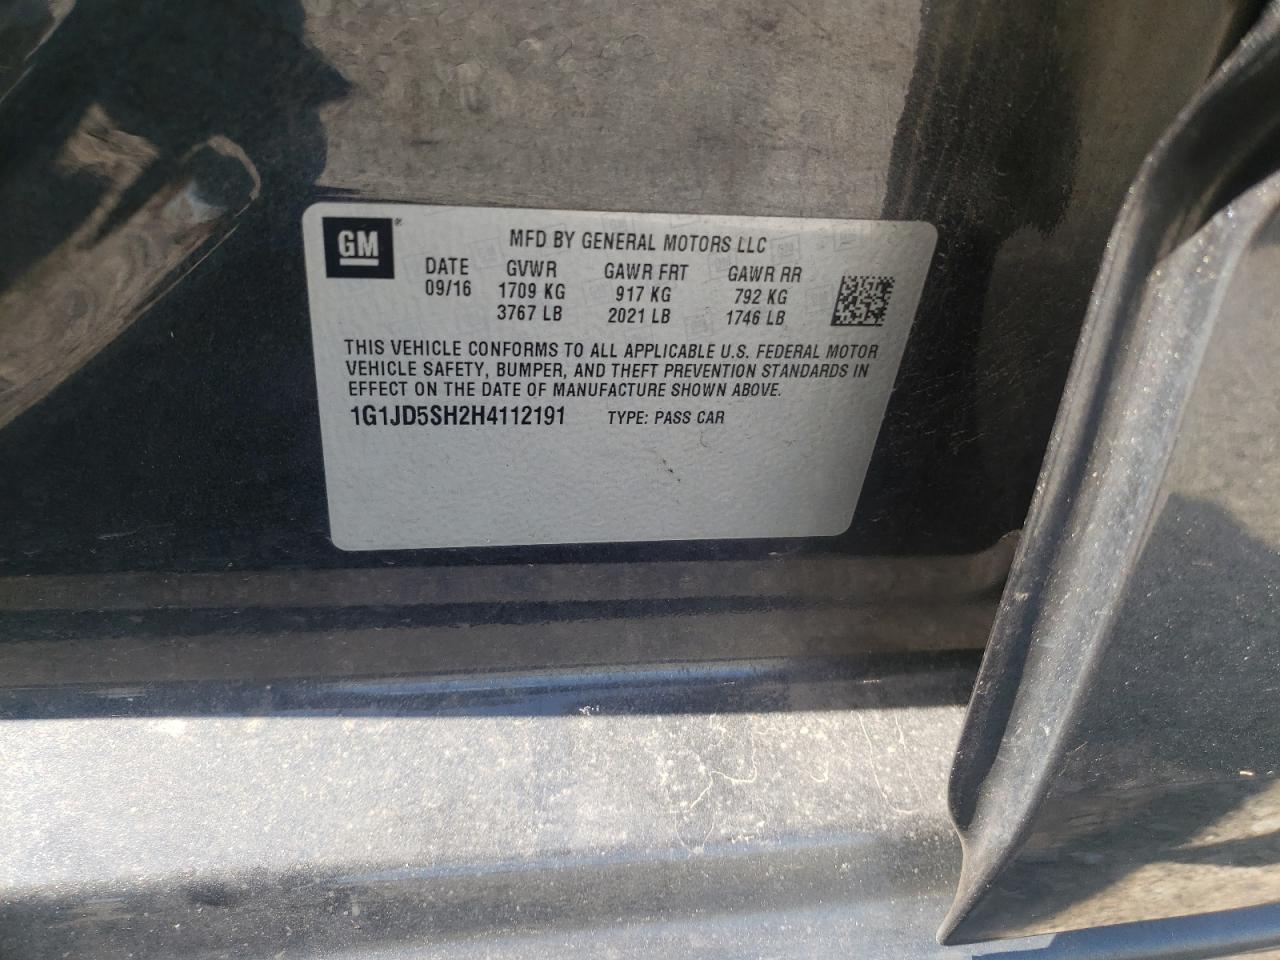 GM®
MFD BY GENERAL MOTORS LLC
DATE GVWR GAWR FRT GAWR RR
09/16 1709 KG 917 KG 792 KG
3767 LB 2021 LB 1746 LB
THIS VEHICLE CONFORMS TO ALL APPLICABLE U.S. FEDERAL MOTOR
VEHICLE SAFETY, BUMPER, AND THEFT PREVENTION STANDARDS IN
EFFECT ON THE DATE OF MANUFACTURE SHOWN ABOVE.
1G1JD5SH2H4112191 TYPE: PASS CAR